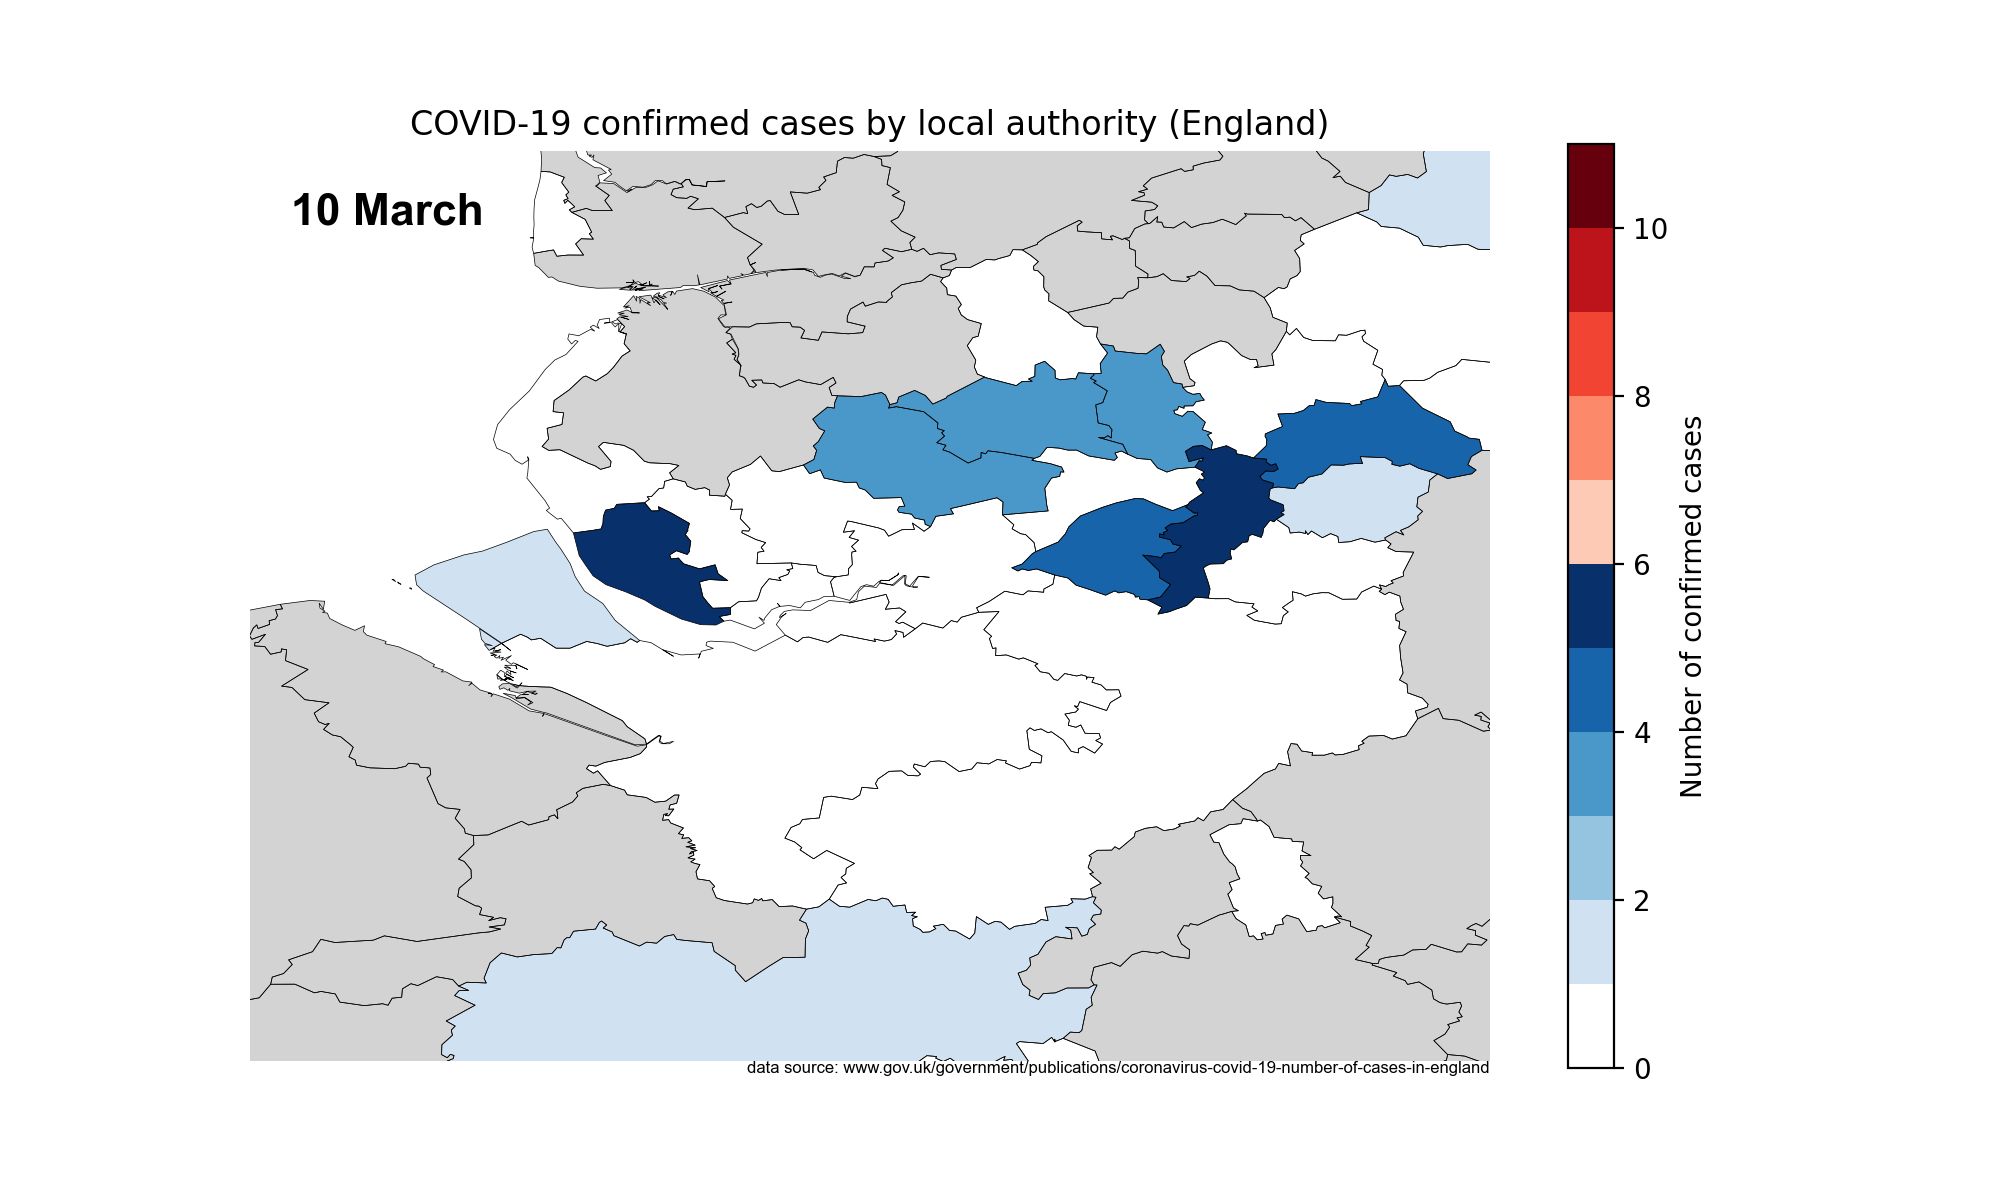 COVID-19 confirmed cases by local authority (England)
10 March
10
8
6
4
2
0
Number of confirmed cases
data source: www.gov.uk/government/publications/coronavirus-covid-19-number-of-cases-in-england